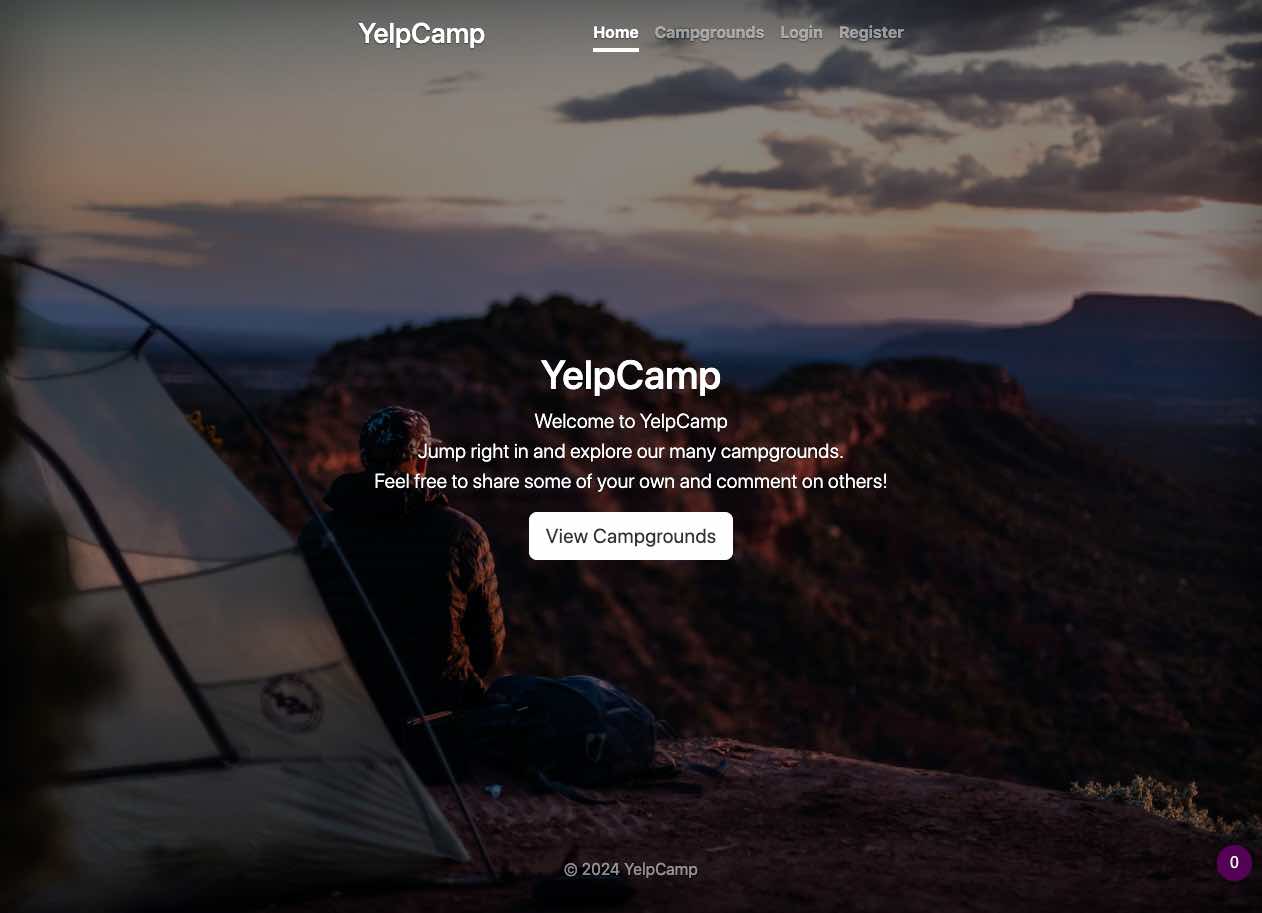 YelpCamp
Home Campgrounds Login Register
YelpCamp
Welcome to YelpCamp
Jump right in and explore our many campgrounds.
Feel free to share some of your own and comment on others!
View Campgrounds
© 2024 YelpCamp
0